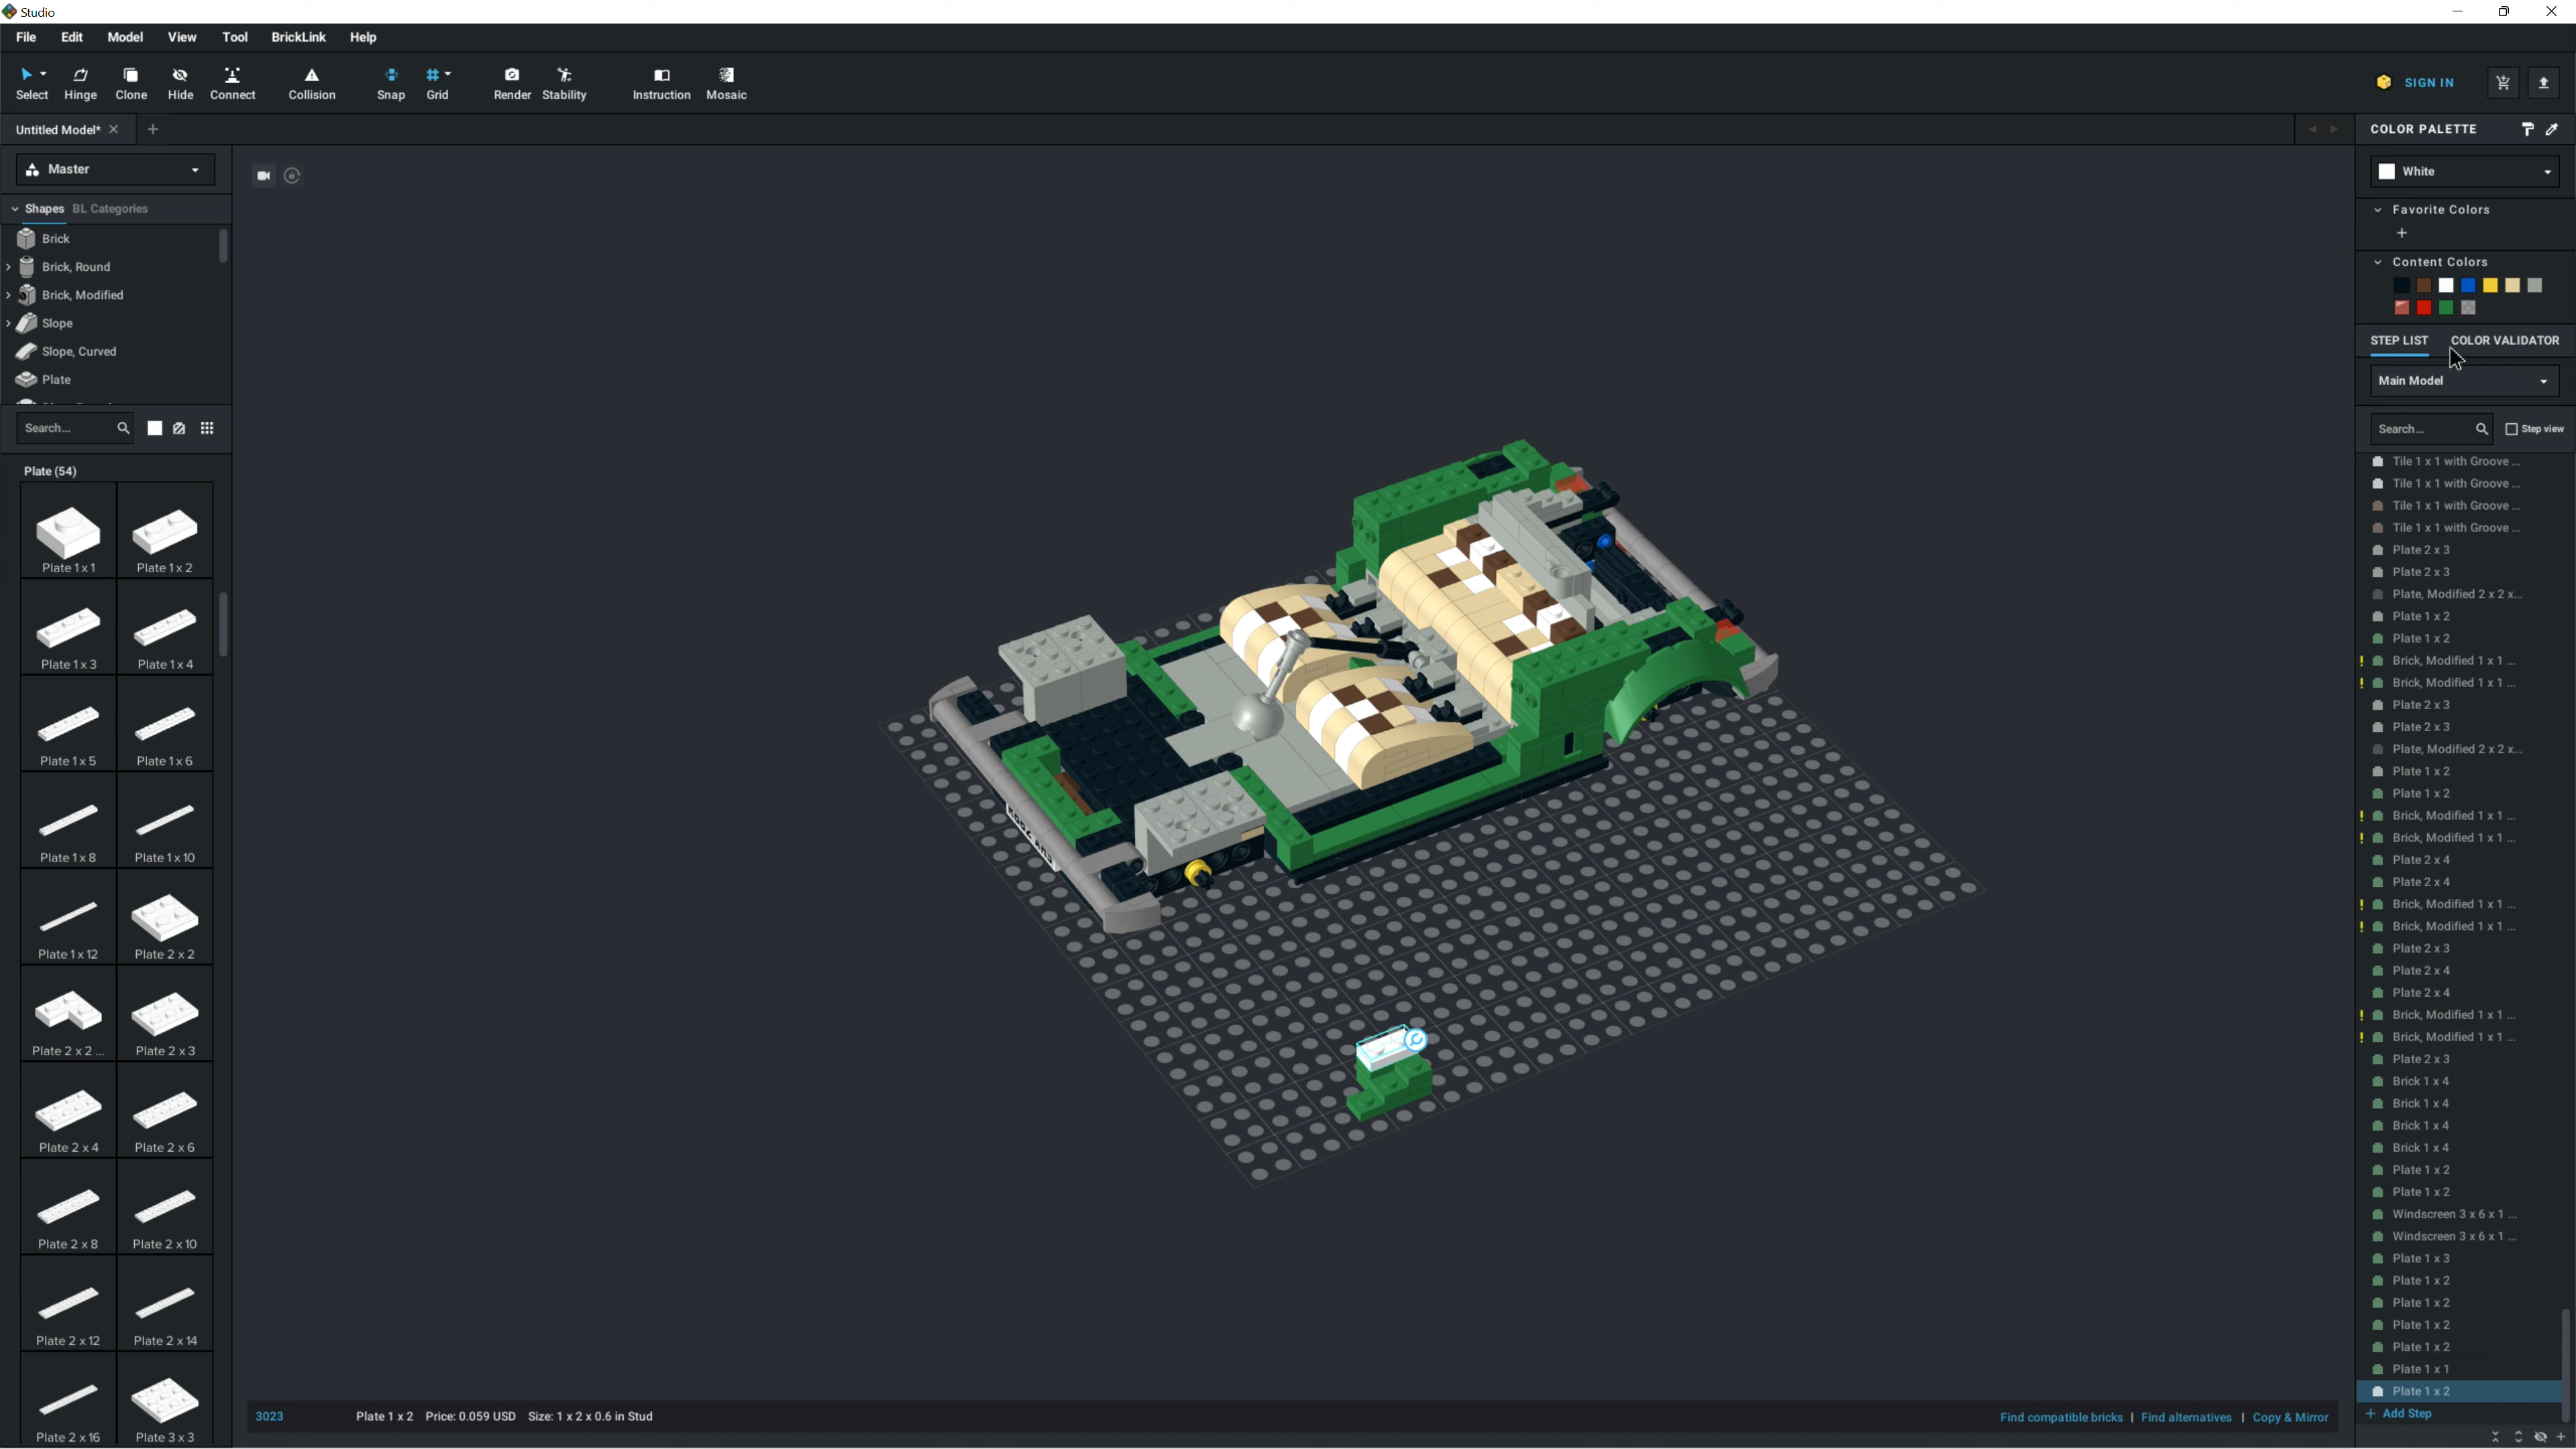 Studio
File Edit Model View Tool BrickLink Help
Select Hinge Clone Hide Connect Collision Snap Grid Render Stability Instruction Mosaic
SIGN IN
Untitled Model*
Master
Shapes BL Categories
Brick
Brick, Round
Brick, Modified
Slope
Slope, Curved
Plate
Search...
Plate (54)
Plate 1 x 1 Plate 1 x 2
Plate 1 x 3 Plate 1 x 4
Plate 1 x 5 Plate 1 x 6
Plate 1 x 8 Plate 1 x 10
Plate 1 x 12 Plate 2 x 2
Plate 2 x 2 ... Plate 2 x 3
Plate 2 x 4 Plate 2 x 6
Plate 2 x 8 Plate 2 x 10
Plate 2 x 12 Plate 2 x 14
Plate 2 x 16 Plate 3 x 3
3023 Plate 1 x 2 Price: 0.059 USD Size: 1 x 2 x 0.6 in Stud
Find compatible bricks | Find alternatives | Copy & Mirror
COLOR PALETTE
White
Favorite Colors
+
Content Colors
STEP LIST COLOR VALIDATOR
Main Model
Search... Step view
Tile 1 x 1 with Groove ...
Tile 1 x 1 with Groove ...
Tile 1 x 1 with Groove ...
Tile 1 x 1 with Groove ...
Plate 2 x 3
Plate 2 x 3
Plate, Modified 2 x 2 x...
Plate 1 x 2
Plate 1 x 2
! Brick, Modified 1 x 1 ...
! Brick, Modified 1 x 1 ...
Plate 2 x 3
Plate 2 x 3
Plate, Modified 2 x 2 x...
Plate 1 x 2
Plate 1 x 2
! Brick, Modified 1 x 1 ...
! Brick, Modified 1 x 1 ...
Plate 2 x 4
Plate 2 x 4
! Brick, Modified 1 x 1 ...
! Brick, Modified 1 x 1 ...
Plate 2 x 3
Plate 2 x 4
Plate 2 x 4
! Brick, Modified 1 x 1 ...
! Brick, Modified 1 x 1 ...
Plate 2 x 3
Brick 1 x 4
Brick 1 x 4
Brick 1 x 4
Brick 1 x 4
Plate 1 x 2
Plate 1 x 2
Windscreen 3 x 6 x 1 ...
Windscreen 3 x 6 x 1 ...
Plate 1 x 3
Plate 1 x 2
Plate 1 x 2
Plate 1 x 2
Plate 1 x 2
Plate 1 x 1
Plate 1 x 2
+ Add Step